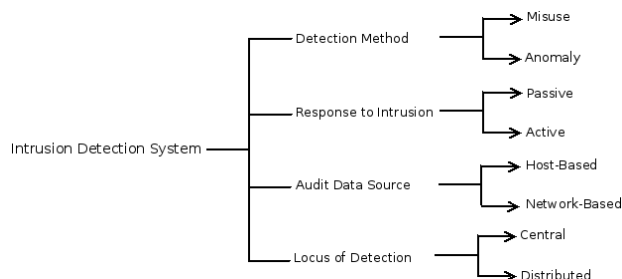 Misuse
Detection Method
Anomaly
Passive
Response to Intrusion
Active
Intrusion Detection System
Host-Based
Audit Data Source
Network-Based
Central
Locus of Detection
Distributed